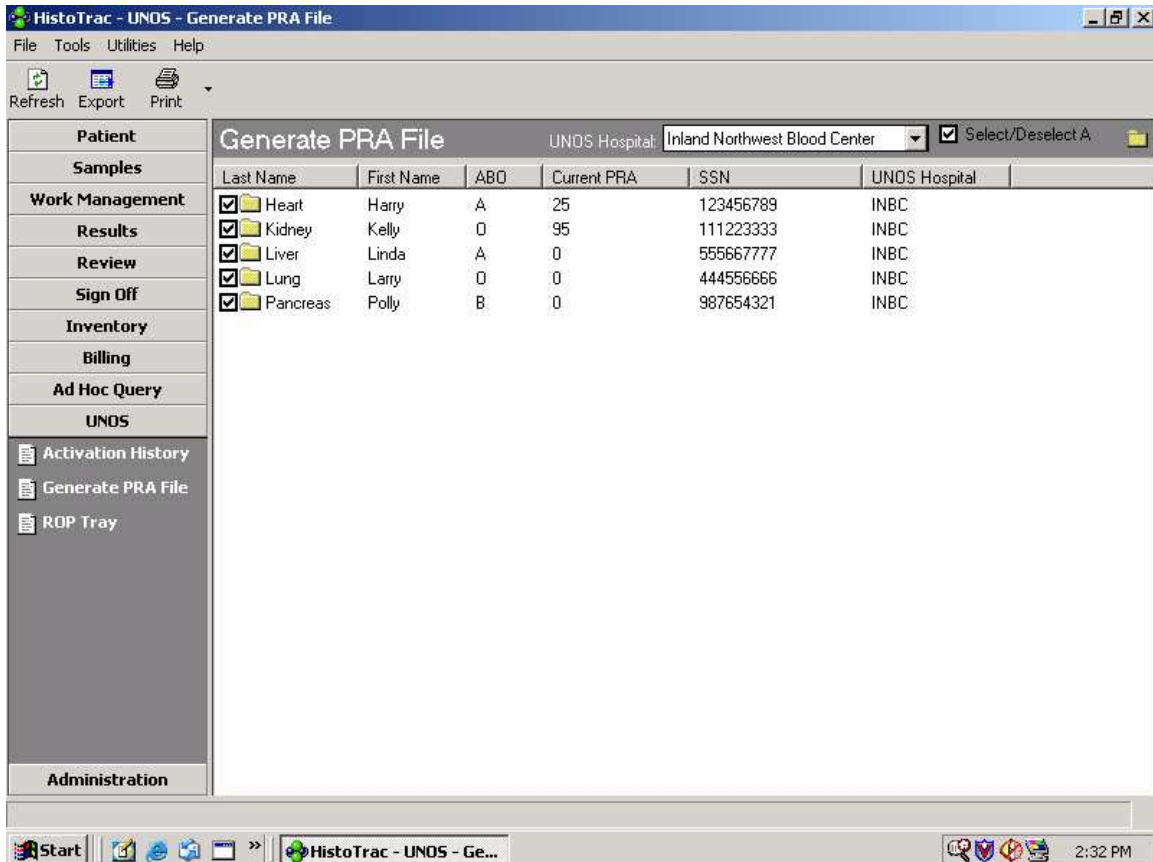 HistoTrac - UNOS - Generate PRA File
File Tools Utilities Help
Refresh Export Print
Patient
Samples
Work Management
Results
Review
Sign Off
Inventory
Billing
Ad Hoc Query
UNOS
Activation History
Generate PRA File
ROP Tray
Administration
Generate PRA File UNOS Hospital: Inland Northwest Blood Center Select/Deselect A
Last Name First Name ABO Current PRA SSN UNOS Hospital
Heart Harry A 25 123456789 INBC
Kidney Kelly O 95 111223333 INBC
Liver Linda A 0 555667777 INBC
Lung Larry O 0 444556666 INBC
Pancreas Polly B 0 987654321 INBC
Start » HistoTrac - UNOS - Ge... 2:32 PM